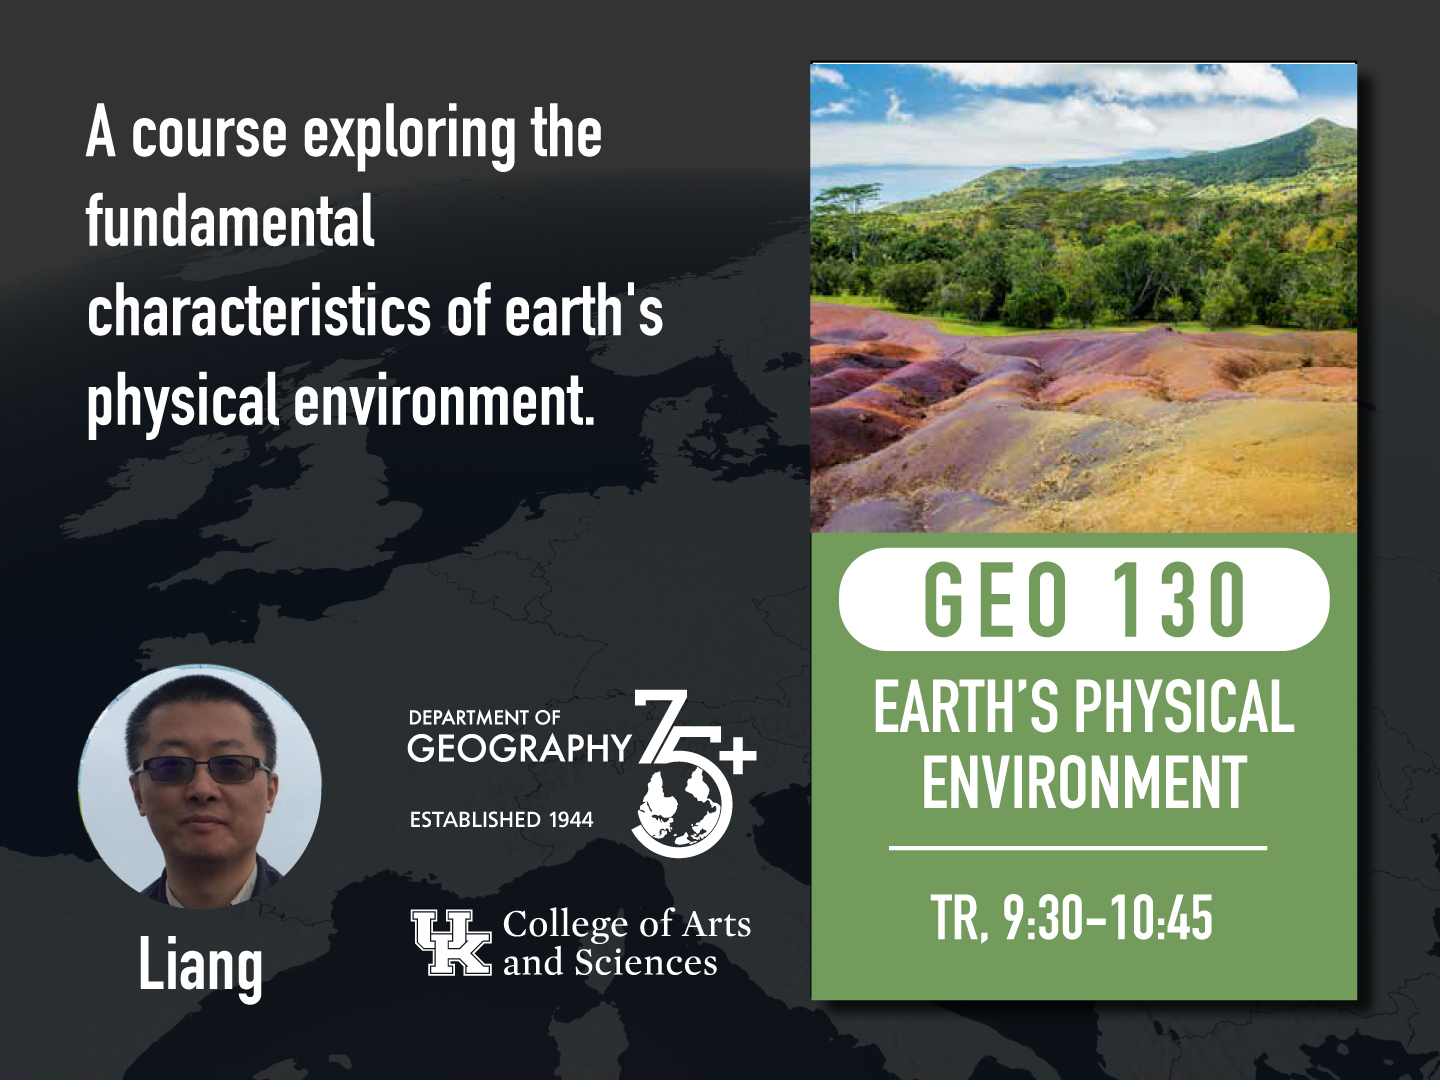 A course exploring the
fundamental
characteristics of earth's
physical environment.
Liang
DEPARTMENT OF
GEOGRAPHY
75+
ESTABLISHED 1944
UK
College of Arts
and Sciences
GEO 130
EARTH’S PHYSICAL
ENVIRONMENT
TR, 9:30-10:45